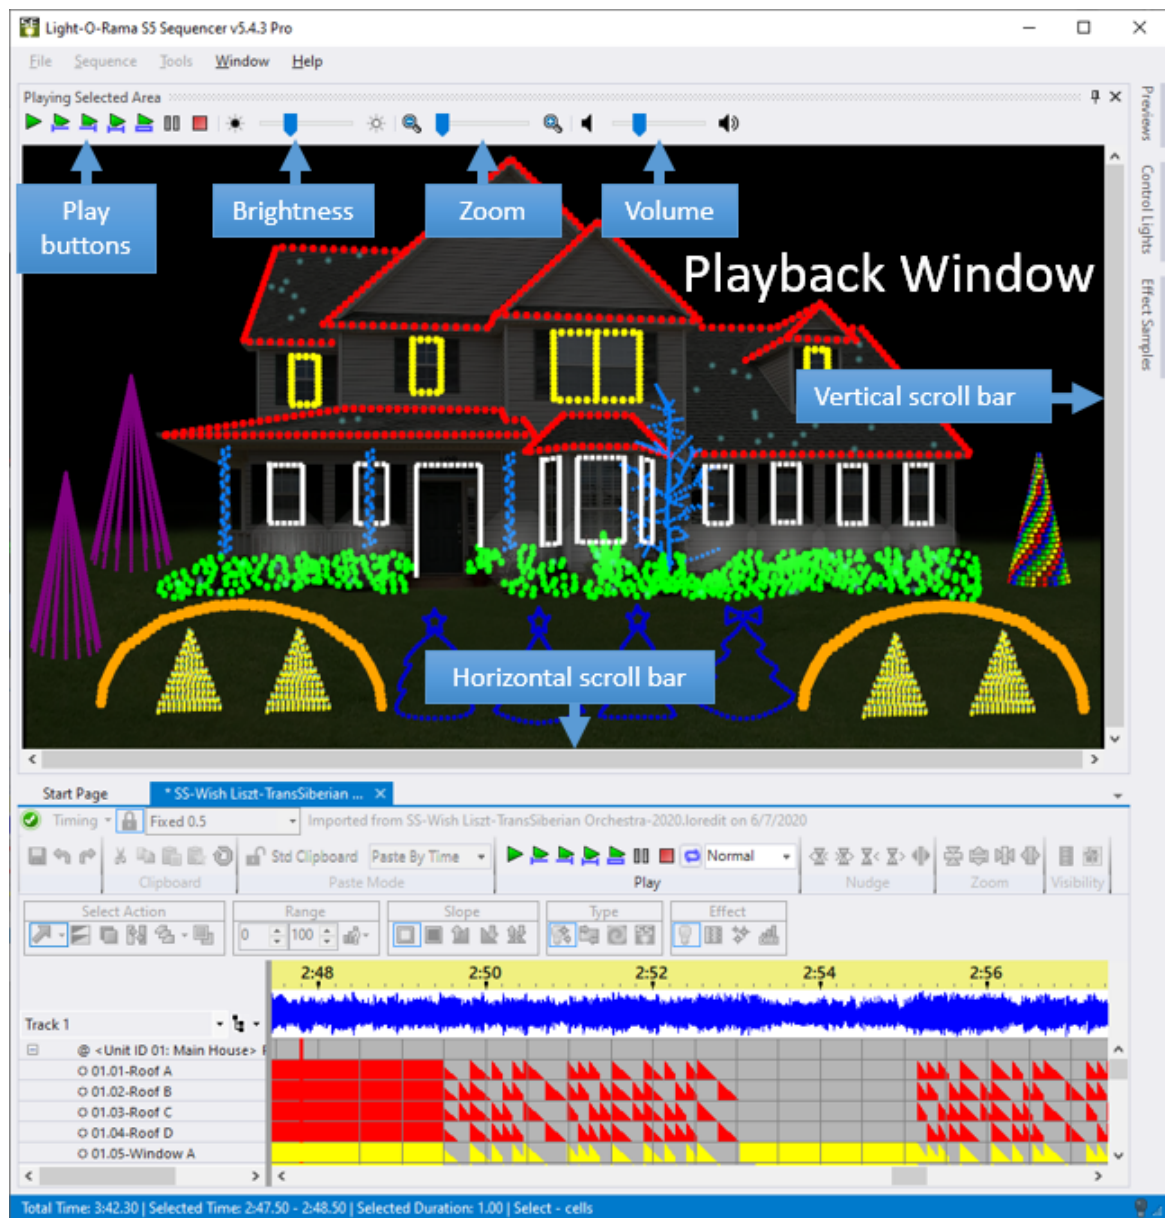 Light-O-Rama S5 Sequencer v5.4.3 Pro
File Sequence Tools Window Help
Playing Selected Area
Previews
Control Lights
Effect Samples
Play
buttons
Brightness
Zoom
Volume
Playback Window
Vertical scroll bar
Horizontal scroll bar
Start Page * SS-Wish Liszt-TransSiberian ...
Timing Fixed 0.5 Imported from SS-Wish Liszt-TransSiberian Orchestra-2020.loredit on 6/7/2020
Std Clipboard Paste By Time Normal
Clipboard Paste Mode Play Nudge Zoom Visibility
Select Action Range Slope Type Effect
0 100
2:48 2:50 2:52 2:54 2:56
Track 1
@ <Unit ID 01: Main House>
01.01-Roof A
01.02-Roof B
01.03-Roof C
01.04-Roof D
01.05-Window A
Total Time: 3:42.30 | Selected Time: 2:47.50 - 2:48.50 | Selected Duration: 1.00 | Select - cells